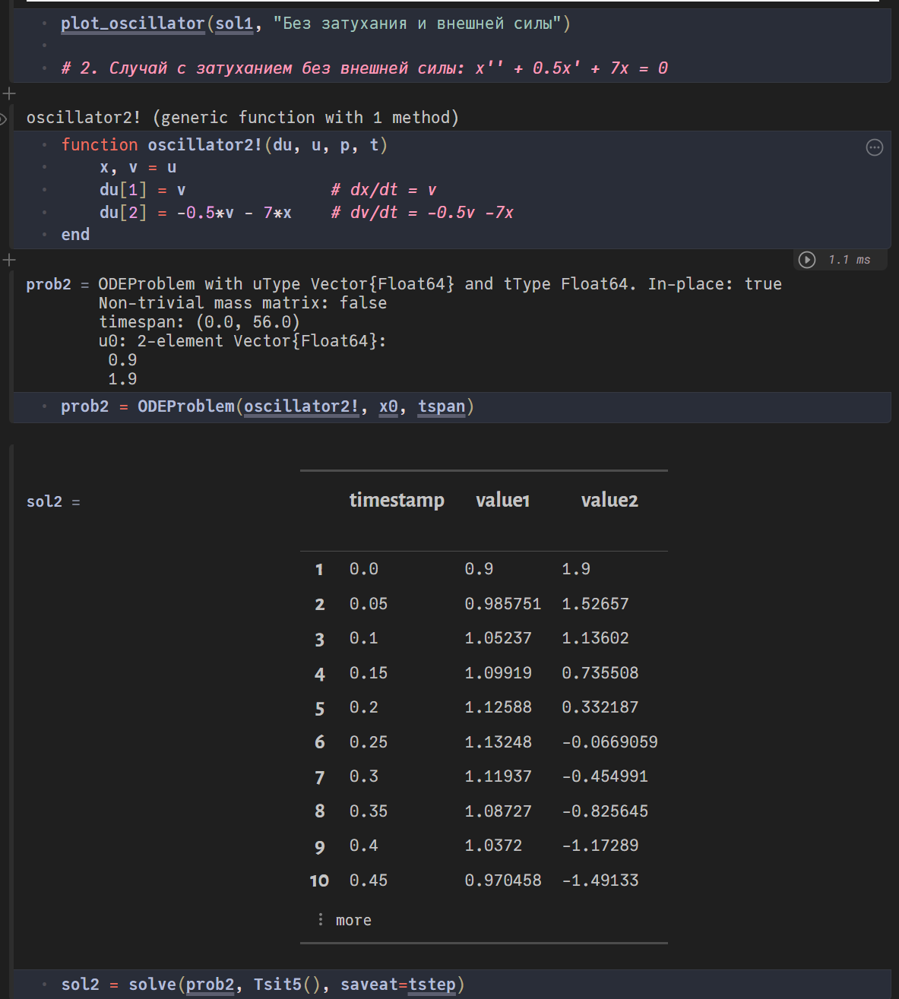 plot_oscillator(sol1, "Без затухания и внешней силы")
# 2. Случай с затуханием без внешней силы: x'' + 0.5x' + 7x = 0
oscillator2! (generic function with 1 method)
function oscillator2!(du, u, p, t)
    x, v = u
    du[1] = v               # dx/dt = v
    du[2] = -0.5*v - 7*x    # dv/dt = -0.5v -7x
end
1.1 ms
prob2 = ODEProblem with uType Vector{Float64} and tType Float64. In-place: true
Non-trivial mass matrix: false
timespan: (0.0, 56.0)
u0: 2-element Vector{Float64}:
 0.9
 1.9
prob2 = ODEProblem(oscillator2!, x0, tspan)
sol2 =
timestamp value1 value2
1 0.0 0.9 1.9
2 0.05 0.985751 1.52657
3 0.1 1.05237 1.13602
4 0.15 1.09919 0.735508
5 0.2 1.12588 0.332187
6 0.25 1.13248 -0.0669059
7 0.3 1.11937 -0.454991
8 0.35 1.08727 -0.825645
9 0.4 1.0372 -1.17289
10 0.45 0.970458 -1.49133
⋮ more
sol2 = solve(prob2, Tsit5(), saveat=tstep)